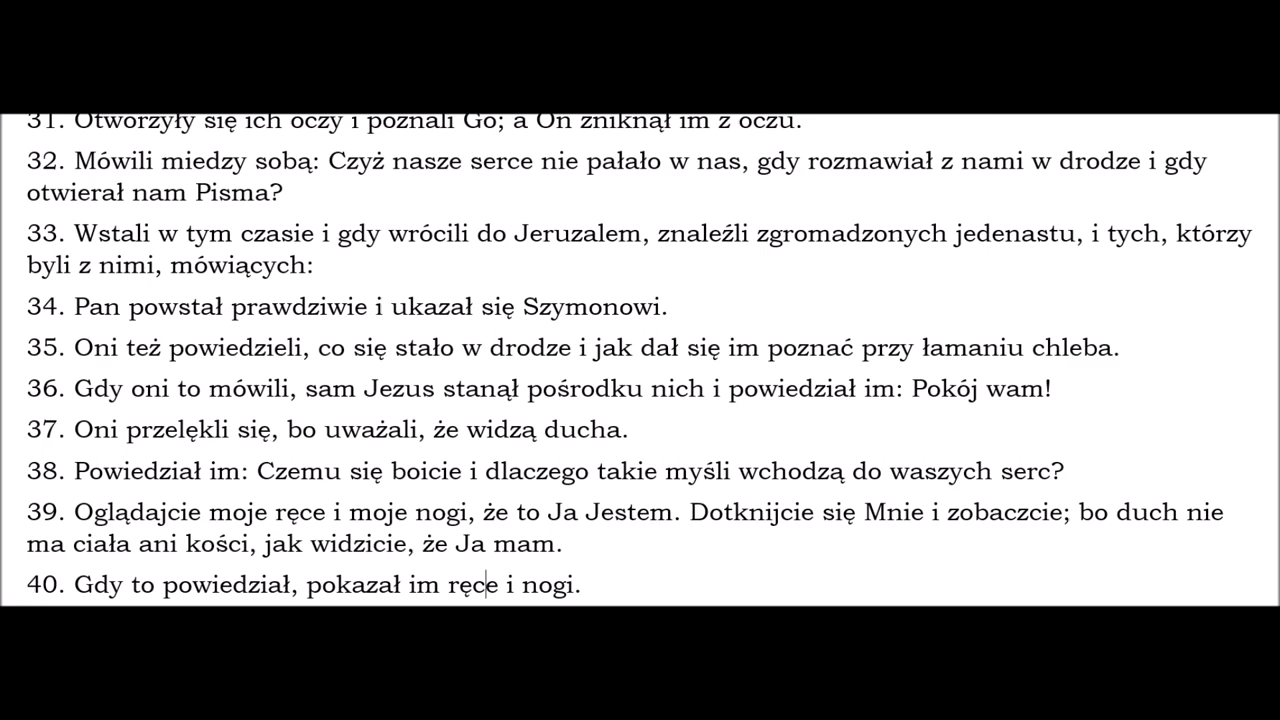 31. Otworzyły się ich oczy i poznali Go; a On zniknął im z oczu.
32. Mówili miedzy sobą: Czyż nasze serce nie pałało w nas, gdy rozmawiał z nami w drodze i gdy
otwierał nam Pisma?
33. Wstali w tym czasie i gdy wrócili do Jeruzalem, znaleźli zgromadzonych jedenastu, i tych, którzy
byli z nimi, mówiących:
34. Pan powstał prawdziwie i ukazał się Szymonowi.
35. Oni też powiedzieli, co się stało w drodze i jak dał się im poznać przy łamaniu chleba.
36. Gdy oni to mówili, sam Jezus stanął pośrodku nich i powiedział im: Pokój wam!
37. Oni przelękli się, bo uważali, że widzą ducha.
38. Powiedział im: Czemu się boicie i dlaczego takie myśli wchodzą do waszych serc?
39. Oglądajcie moje ręce i moje nogi, że to Ja Jestem. Dotknijcie się Mnie i zobaczcie; bo duch nie
ma ciała ani kości, jak widzicie, że Ja mam.
40. Gdy to powiedział, pokazał im ręce i nogi.